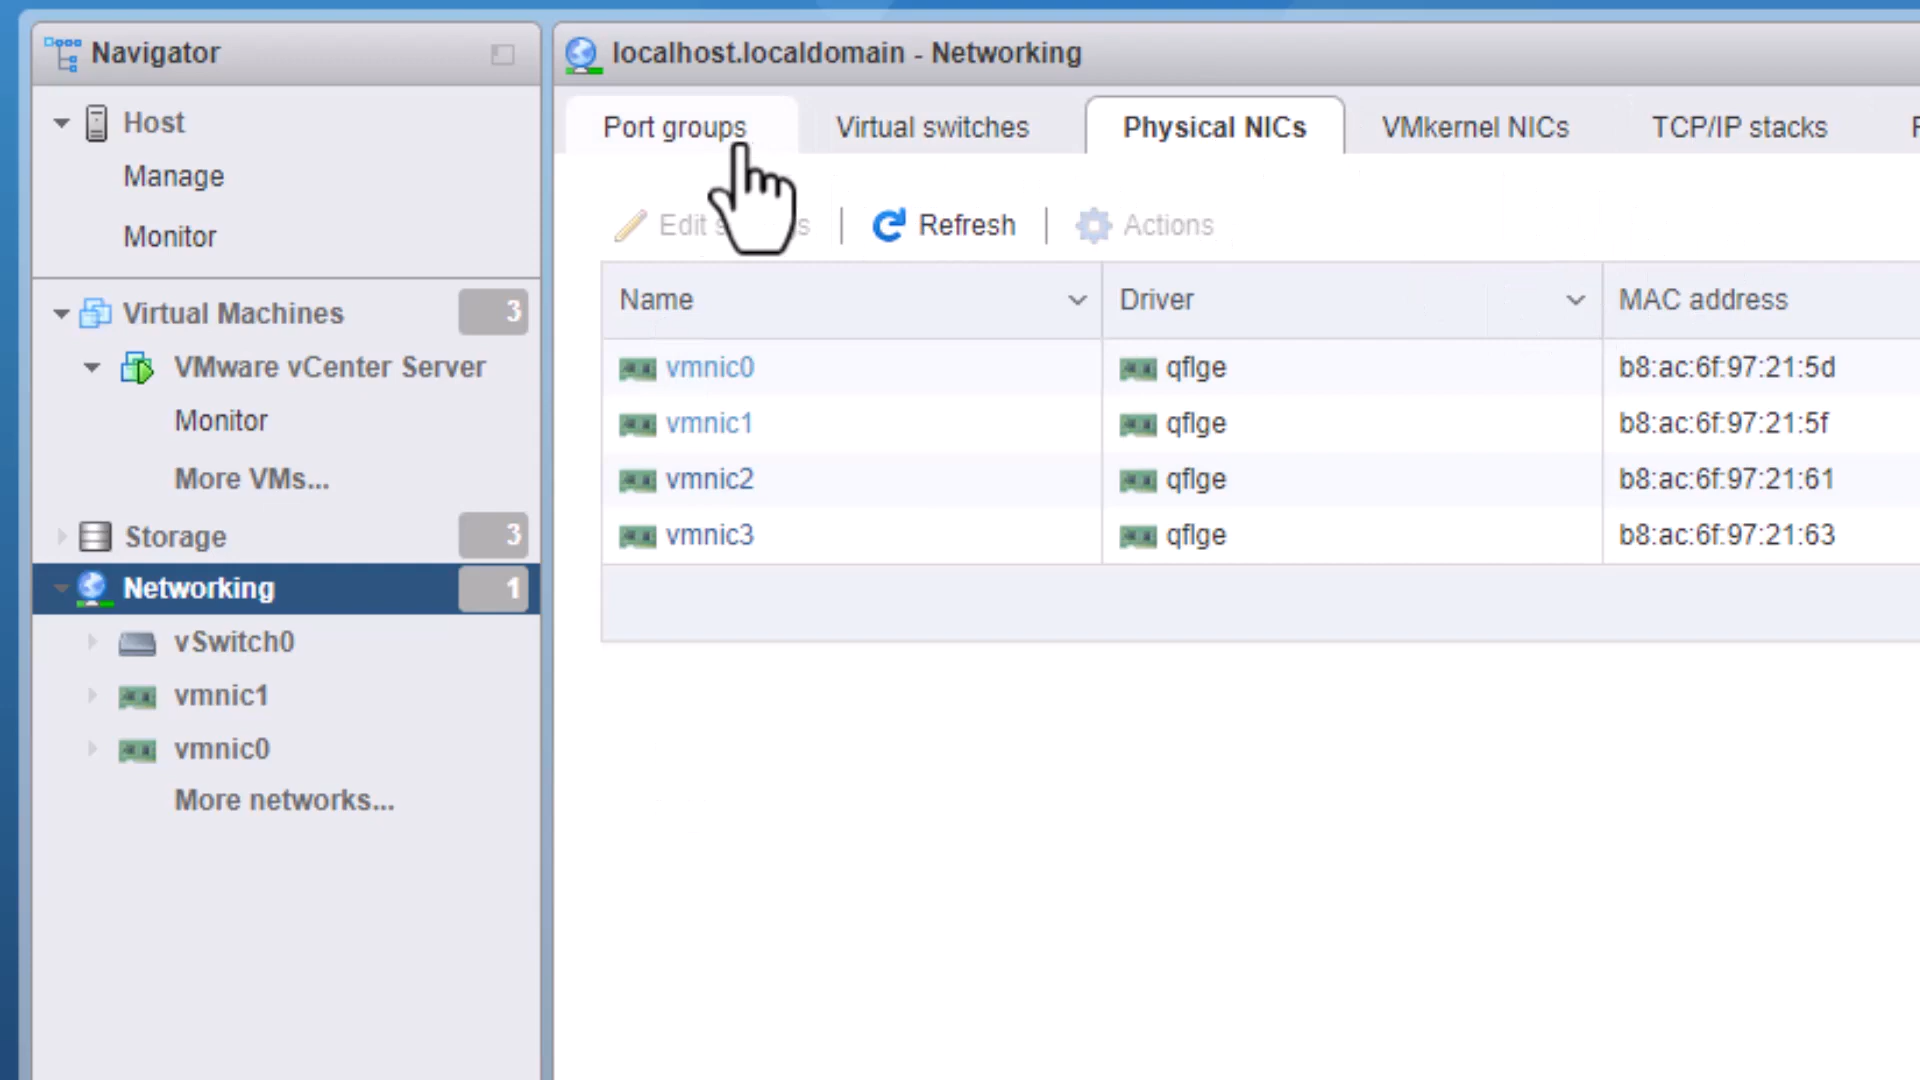 Navigator
Host
Manage
Monitor
Virtual Machines 3
VMware vCenter Server
Monitor
More VMs...
Storage 3
Networking 1
vSwitch0
vmnic1
vmnic0
More networks...
localhost.localdomain - Networking
Port groups Virtual switches Physical NICs VMkernel NICs TCP/IP stacks
Edit Refresh Actions
Name Driver MAC address
vmnic0 qflge b8:ac:6f:97:21:5d
vmnic1 qflge b8:ac:6f:97:21:5f
vmnic2 qflge b8:ac:6f:97:21:61
vmnic3 qflge b8:ac:6f:97:21:63